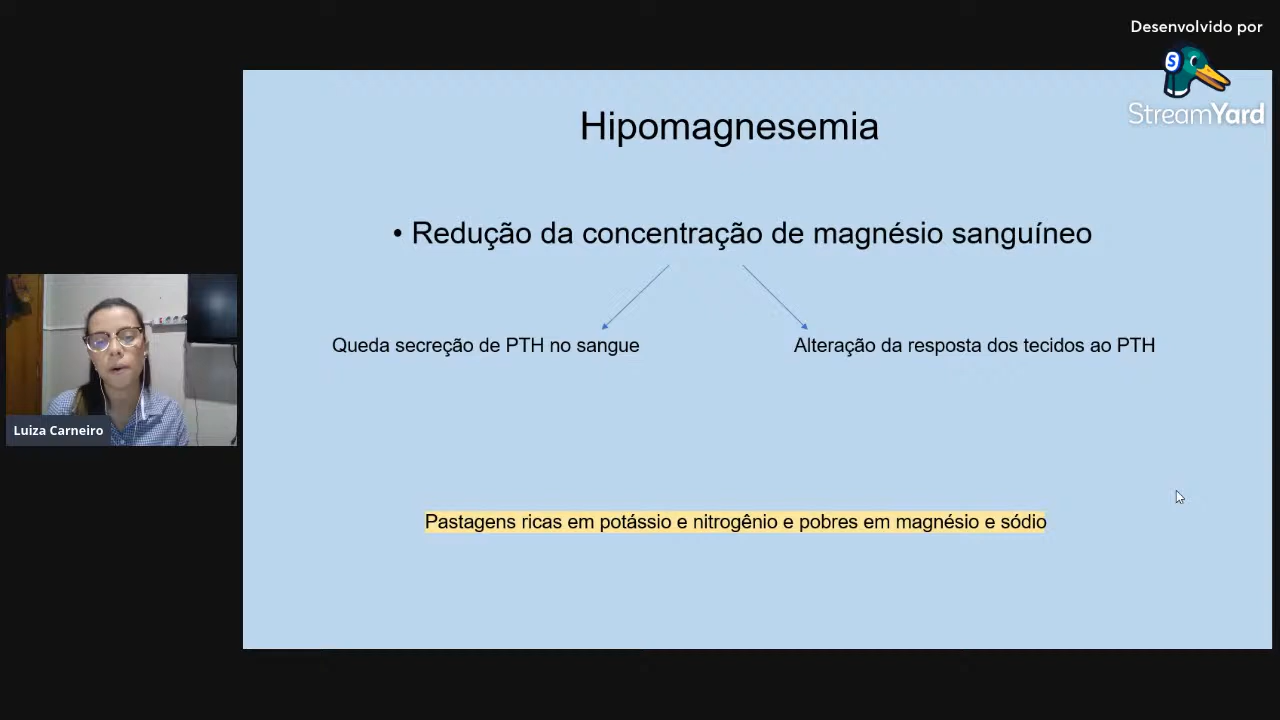 Desenvolvido por
StreamYard
Hipomagnesemia
• Redução da concentração de magnésio sanguíneo
Queda secreção de PTH no sangue
Alteração da resposta dos tecidos ao PTH
Luiza Carneiro
Pastagens ricas em potássio e nitrogênio e pobres em magnésio e sódio